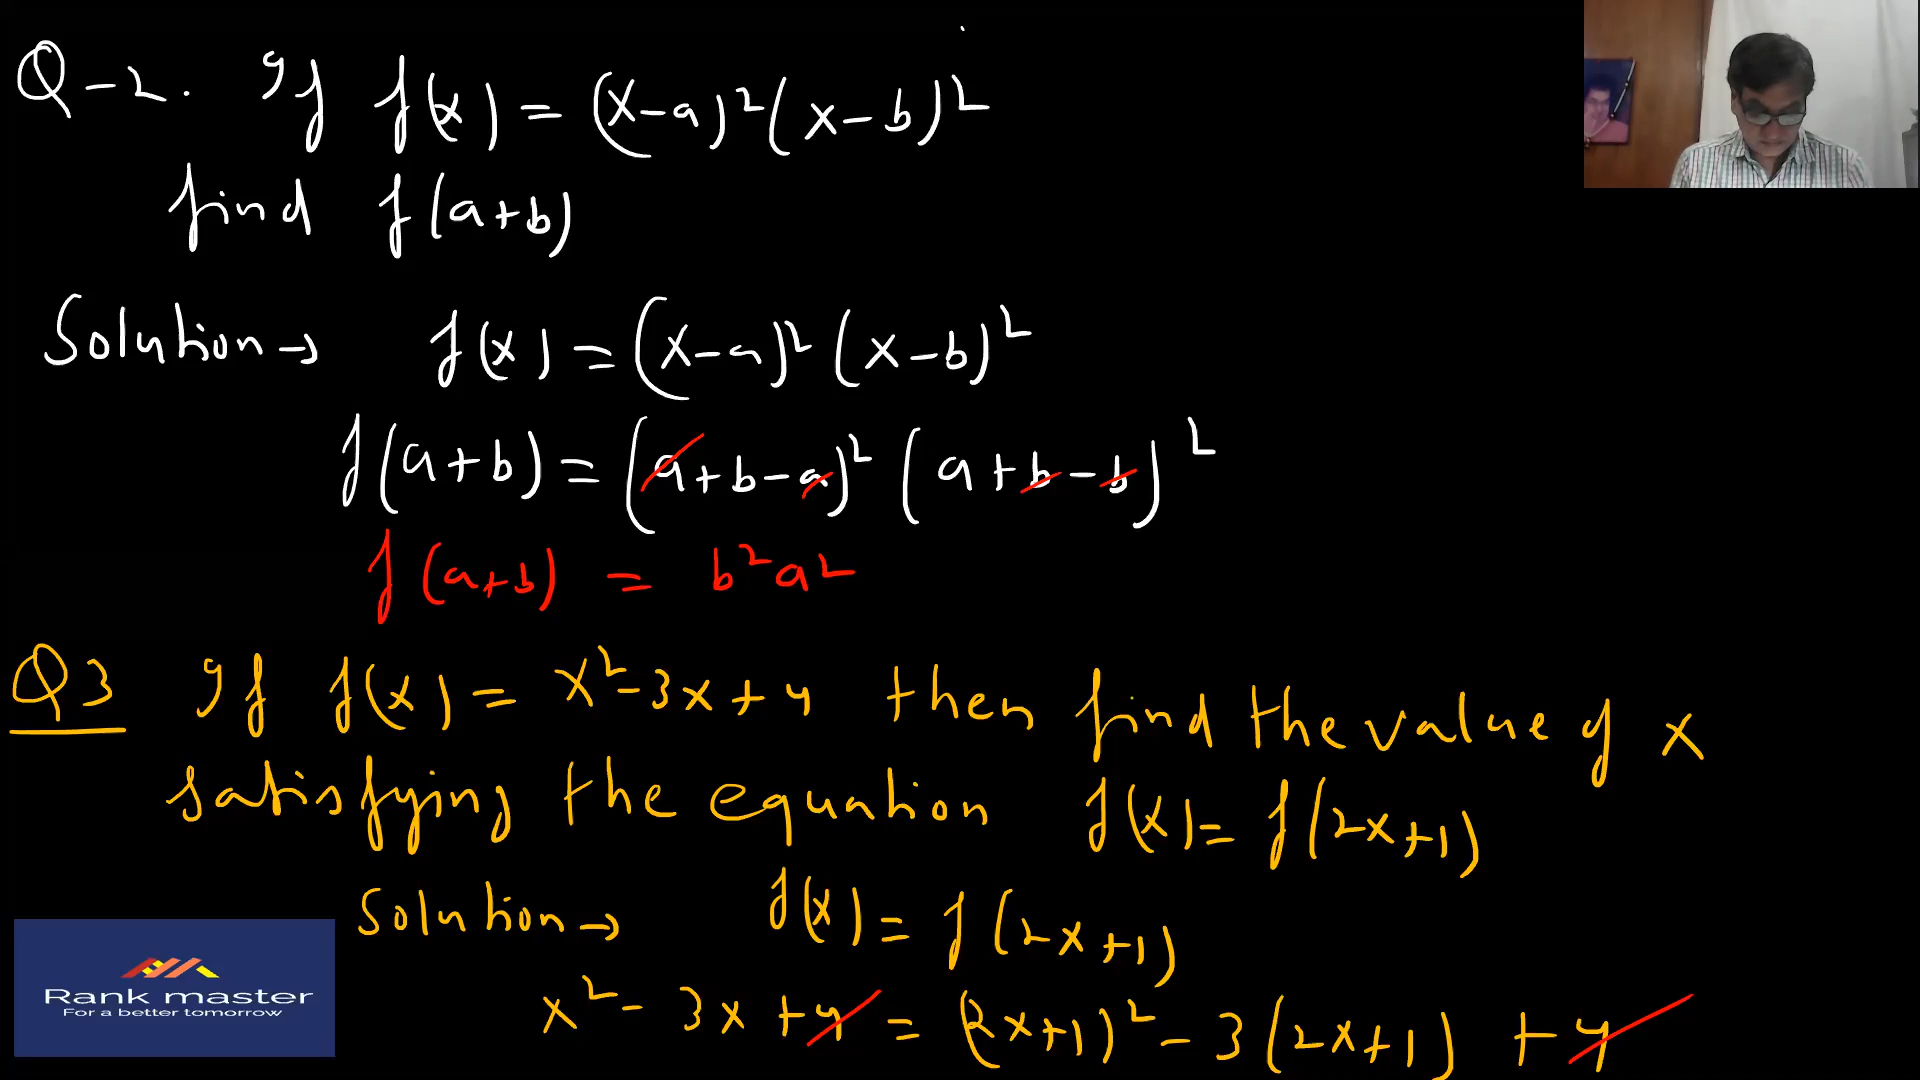 Q-2. If f(x) = (x-a)²(x-b)²
find f(a+b)
Solution→ f(x) = (x-a)² (x-b)²
f(a+b) = (a+b-a)² (a+b-b)²
f(a+b) = b²a²
Q3 If f(x) = x²-3x+4 then find the value of x
satisfying the equation f(x) = f(2x+1)
Solution→ f(x) = f(2x+1)
x² - 3x + 4 = (2x+1)² - 3(2x+1) + 4
Rank master
For a better tomorrow